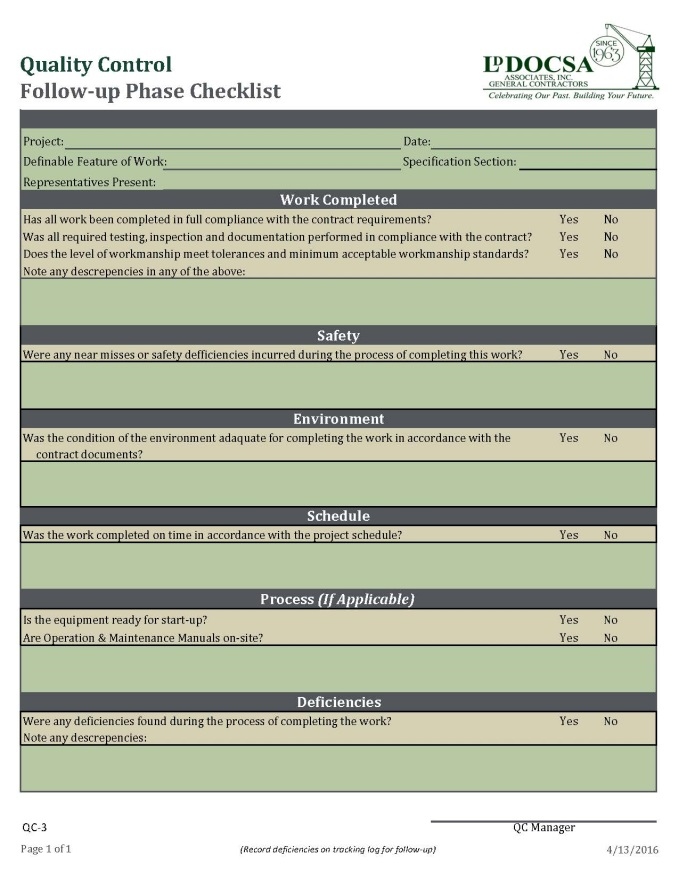 Quality Control
Follow-up Phase Checklist
SINCE
1963
LDDOCSA
ASSOCIATES, INC.
GENERAL CONTRACTORS
Celebrating Our Past. Building Your Future.
Project: Date:
Definable Feature of Work: Specification Section:
Representatives Present:
Work Completed
Has all work been completed in full compliance with the contract requirements? Yes No
Was all required testing, inspection and documentation performed in compliance with the contract? Yes No
Does the level of workmanship meet tolerances and minimum acceptable workmanship standards? Yes No
Note any descrepencies in any of the above:
Safety
Were any near misses or safety defficiencies incurred during the process of completing this work? Yes No
Environment
Was the condition of the environment adaquate for completing the work in accordance with the Yes No
contract documents?
Schedule
Was the work completed on time in accordance with the project schedule? Yes No
Process (If Applicable)
Is the equipment ready for start-up? Yes No
Are Operation & Maintenance Manuals on-site? Yes No
Deficiencies
Were any deficiencies found during the process of completing the work? Yes No
Note any descrepencies:
QC-3 QC Manager
Page 1 of 1 (Record deficiencies on tracking log for follow-up) 4/13/2016